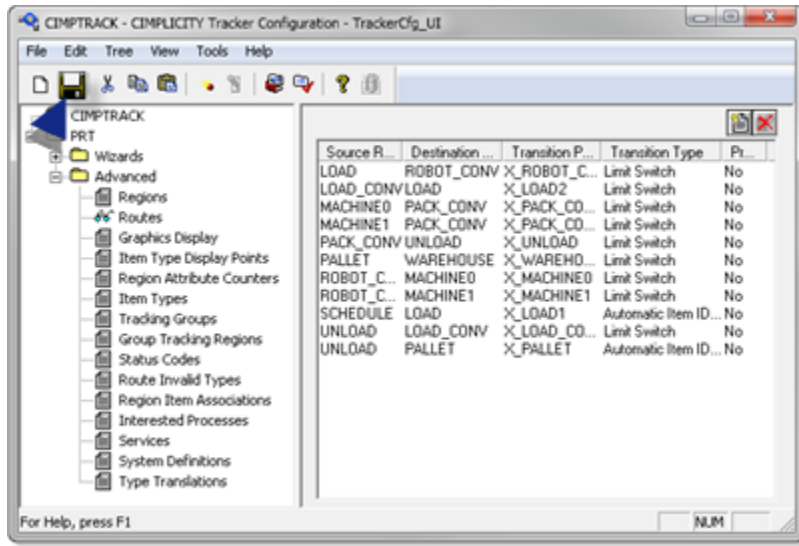 CIMPTRACK - CIMPLICITY Tracker Configuration - TrackerCfg_UI
File Edit Tree View Tools Help
CIMPTRACK
PRT
Wizards
Advanced
Regions
Routes
Graphics Display
Item Type Display Points
Region Attribute Counters
Item Types
Tracking Groups
Group Tracking Regions
Status Codes
Route Invalid Types
Region Item Associations
Interested Processes
Services
System Definitions
Type Translations
Source R... Destination ... Transition P... Transition Type Pr...
LOAD ROBOT_CONV X_ROBOT_C... Limit Switch No
LOAD_CONV LOAD X_LOAD2 Limit Switch No
MACHINE0 PACK_CONV X_PACK_CO... Limit Switch No
MACHINE1 PACK_CONV X_PACK_CO... Limit Switch No
PACK_CONV UNLOAD X_UNLOAD Limit Switch No
PALLET WAREHOUSE X_WAREHO... Limit Switch No
ROBOT_C... MACHINE0 X_MACHINE0 Limit Switch No
ROBOT_C... MACHINE1 X_MACHINE1 Limit Switch No
SCHEDULE LOAD X_LOAD1 Automatic Item ID... No
UNLOAD LOAD_CONV X_LOAD_CO... Limit Switch No
UNLOAD PALLET X_PALLET Automatic Item ID... No
For Help, press F1 NUM